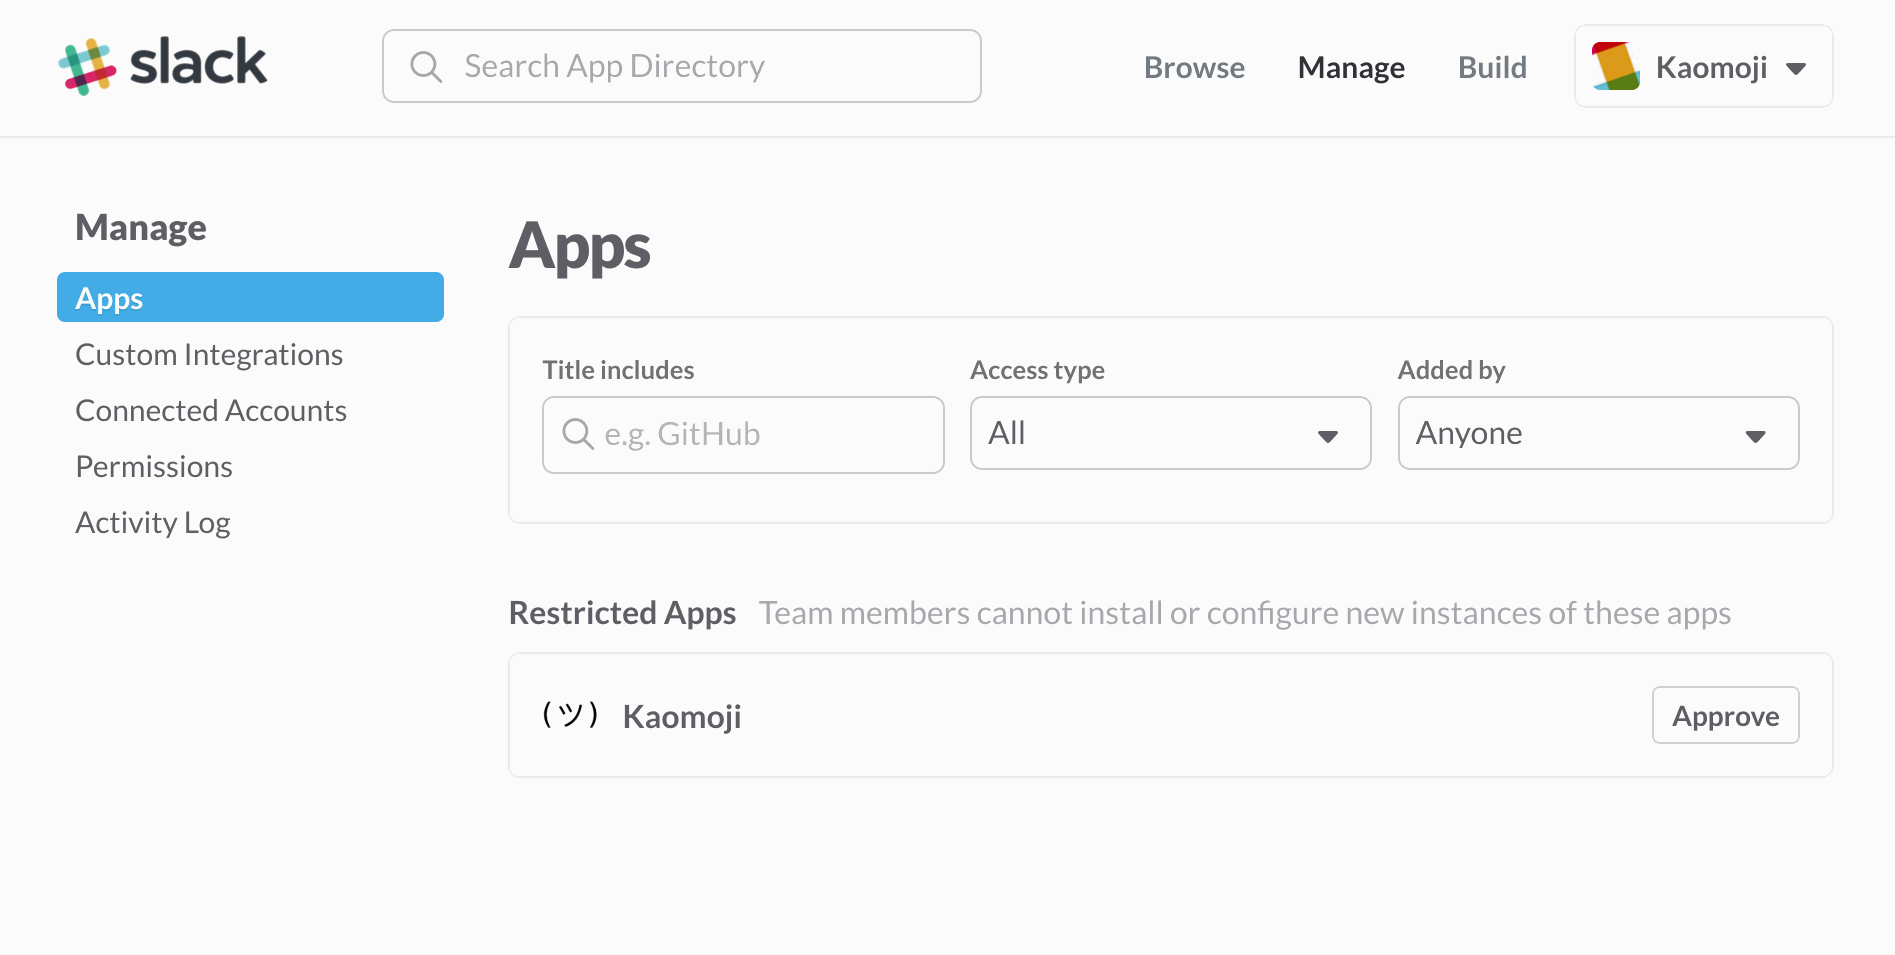 slack
Search App Directory
Browse
Manage
Build
Kaomoji
Manage
Apps
Custom Integrations
Connected Accounts
Permissions
Activity Log
Apps
Title includes
Access type
Added by
e.g. GitHub
All
Anyone
Restricted Apps Team members cannot install or configure new instances of these apps
(ツ) Kaomoji
Approve